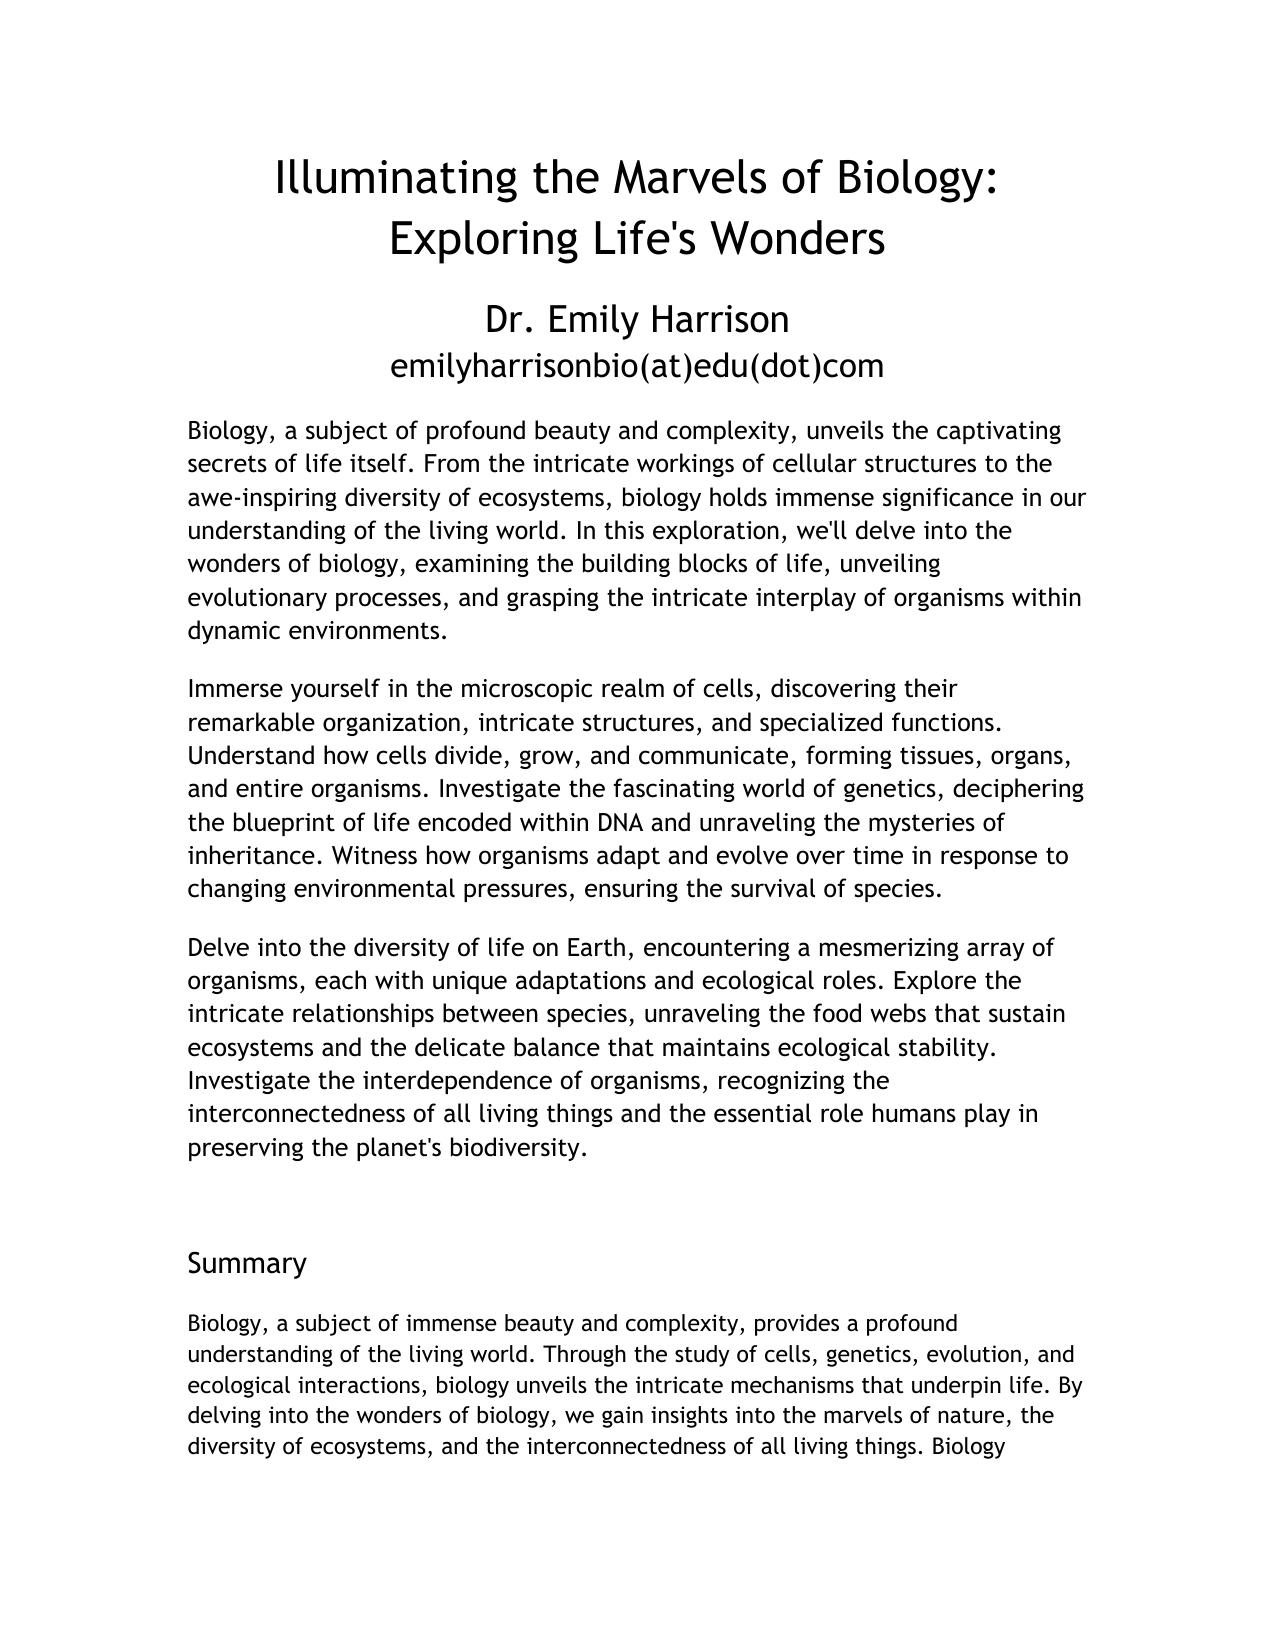 Illuminating the Marvels of Biology:
Exploring Life's Wonders
Dr. Emily Harrison
emilyharrisonbio(at)edu(dot)com
Biology, a subject of profound beauty and complexity, unveils the captivating
secrets of life itself. From the intricate workings of cellular structures to the
awe-inspiring diversity of ecosystems, biology holds immense significance in our
understanding of the living world. In this exploration, we'll delve into the
wonders of biology, examining the building blocks of life, unveiling
evolutionary processes, and grasping the intricate interplay of organisms within
dynamic environments.
Immerse yourself in the microscopic realm of cells, discovering their
remarkable organization, intricate structures, and specialized functions.
Understand how cells divide, grow, and communicate, forming tissues, organs,
and entire organisms. Investigate the fascinating world of genetics, deciphering
the blueprint of life encoded within DNA and unraveling the mysteries of
inheritance. Witness how organisms adapt and evolve over time in response to
changing environmental pressures, ensuring the survival of species.
Delve into the diversity of life on Earth, encountering a mesmerizing array of
organisms, each with unique adaptations and ecological roles. Explore the
intricate relationships between species, unraveling the food webs that sustain
ecosystems and the delicate balance that maintains ecological stability.
Investigate the interdependence of organisms, recognizing the
interconnectedness of all living things and the essential role humans play in
preserving the planet's biodiversity.
Summary
Biology, a subject of immense beauty and complexity, provides a profound
understanding of the living world. Through the study of cells, genetics, evolution, and
ecological interactions, biology unveils the intricate mechanisms that underpin life. By
delving into the wonders of biology, we gain insights into the marvels of nature, the
diversity of ecosystems, and the interconnectedness of all living things. Biology